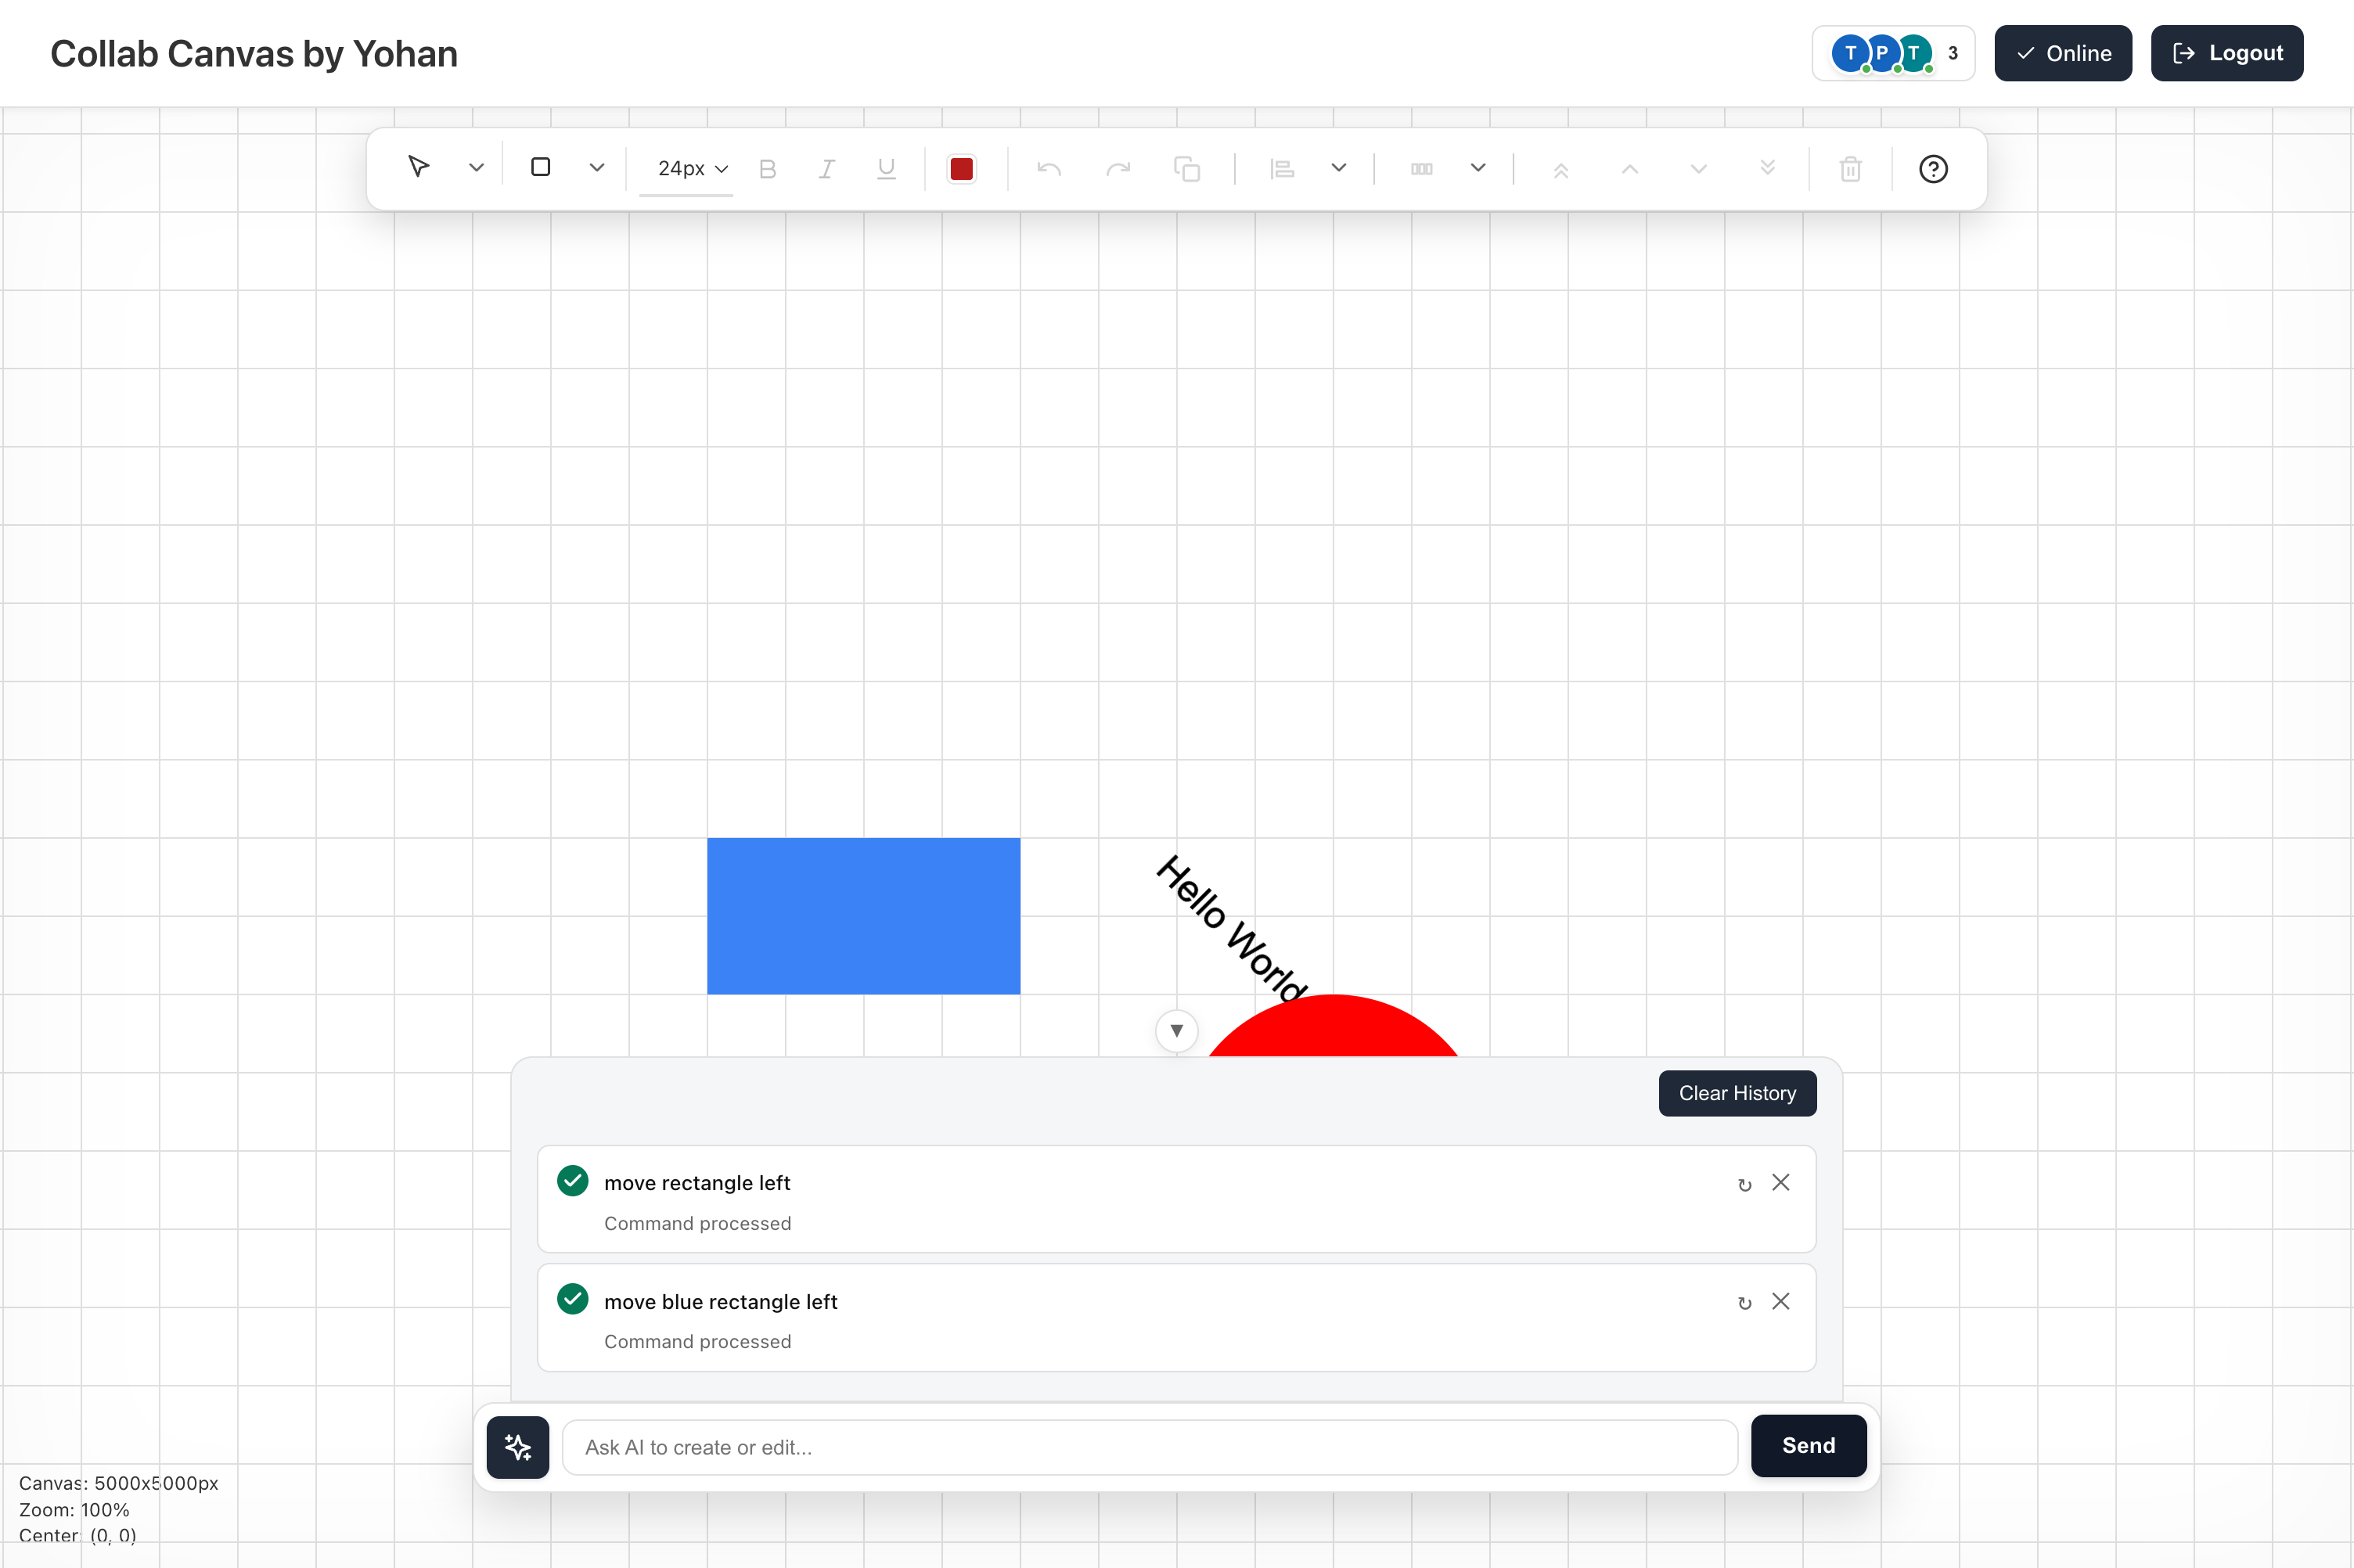 Collab Canvas by Yohan
T P T 3
Online
Logout
24px B I U
Hello World
Clear History
move rectangle left
Command processed
move blue rectangle left
Command processed
Ask AI to create or edit...
Send
Canvas: 5000x5000px
Zoom: 100%
Center: (0, 0)